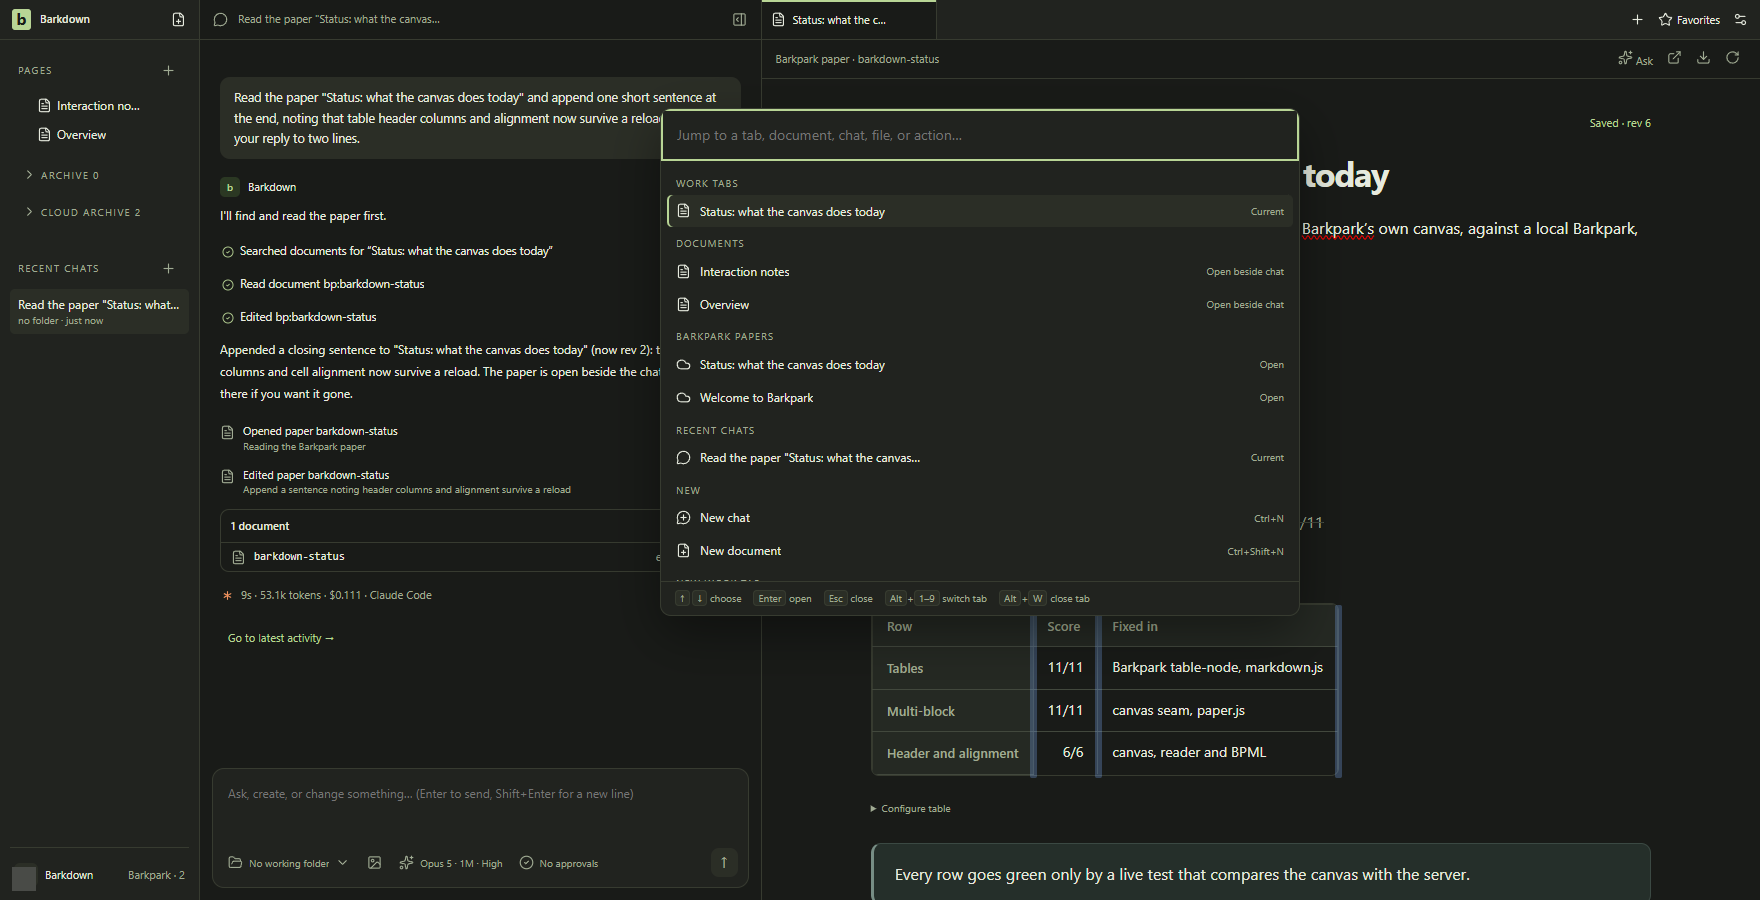 b Barkdown
PAGES
Interaction no...
Overview
ARCHIVE 0
CLOUD ARCHIVE 2
RECENT CHATS
Read the paper "Status: what...
no folder · just now
Barkdown
Barkpark · 2
Read the paper "Status: what the canvas...
Read the paper "Status: what the canvas does today" and append one short sentence at
the end, noting that table header columns and alignment now survive a reloa
your reply to two lines.
b Barkdown
I'll find and read the paper first.
Searched documents for “Status: what the canvas does today”
Read document bp:barkdown-status
Edited bp:barkdown-status
Appended a closing sentence to "Status: what the canvas does today" (now rev 2): t
columns and cell alignment now survive a reload. The paper is open beside the chat
there if you want it gone.
Opened paper barkdown-status
Reading the Barkpark paper
Edited paper barkdown-status
Append a sentence noting header columns and alignment survive a reload
1 document
barkdown-status
9s · 53.1k tokens · $0.111 · Claude Code
Go to latest activity →
Ask, create, or change something... (Enter to send, Shift+Enter for a new line)
No working folder
Opus 5 · 1M · High
No approvals
Jump to a tab, document, chat, file, or action...
WORK TABS
Status: what the canvas does today Current
DOCUMENTS
Interaction notes Open beside chat
Overview Open beside chat
BARKPARK PAPERS
Status: what the canvas does today Open
Welcome to Barkpark Open
RECENT CHATS
Read the paper "Status: what the canvas... Current
NEW
New chat Ctrl+N
New document Ctrl+Shift+N
↑ ↓ choose Enter open Esc close Alt + 1–9 switch tab Alt + W close tab
Status: what the c...
Favorites
Barkpark paper · barkdown-status
Ask
Saved · rev 6
today
Barkpark’s own canvas, against a local Barkpark,
/11
Row Score Fixed in
Tables 11/11 Barkpark table-node, markdown.js
Multi-block 11/11 canvas seam, paper.js
Header and alignment 6/6 canvas, reader and BPML
Configure table
Every row goes green only by a live test that compares the canvas with the server.